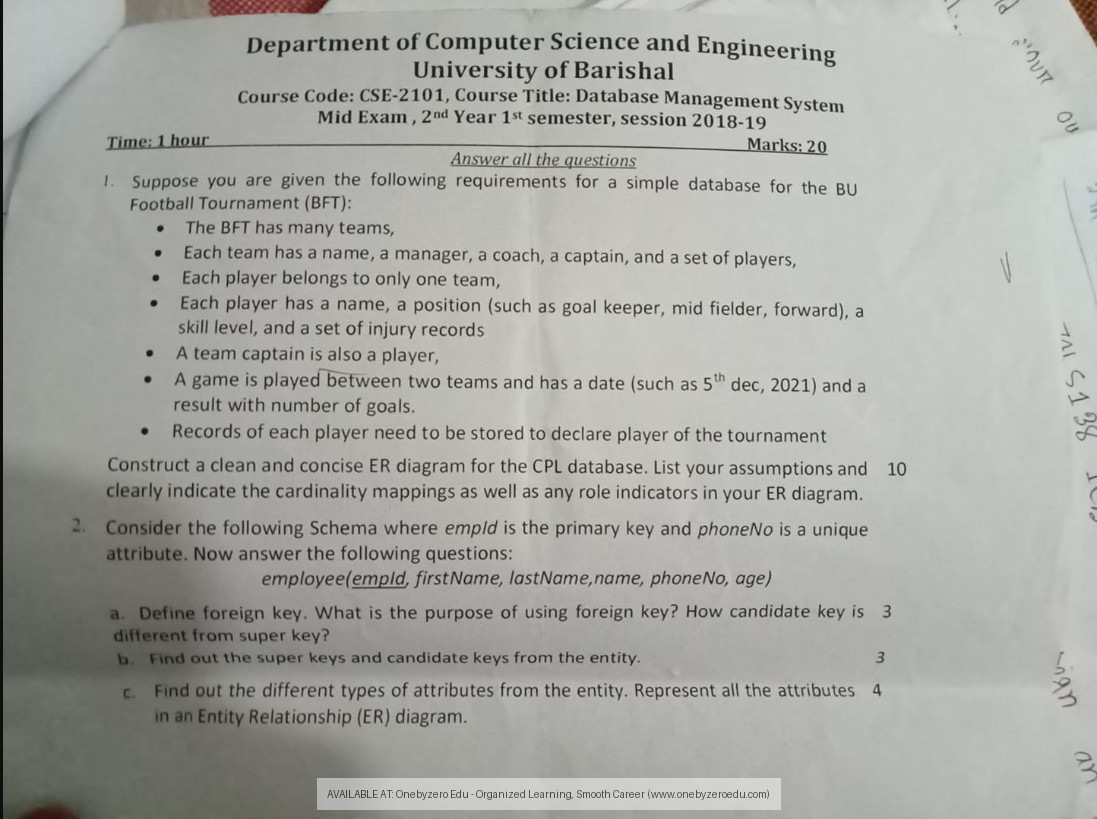 Department of Computer Science and Engineering
University of Barishal
Course Code: CSE-2101, Course Title: Database Management System
Mid Exam , 2nd Year 1st semester, session 2018-19
Time: 1 hour Marks: 20
Answer all the questions
1. Suppose you are given the following requirements for a simple database for the BU
Football Tournament (BFT):
• The BFT has many teams,
• Each team has a name, a manager, a coach, a captain, and a set of players,
• Each player belongs to only one team,
• Each player has a name, a position (such as goal keeper, mid fielder, forward), a
skill level, and a set of injury records
• A team captain is also a player,
• A game is played between two teams and has a date (such as 5th dec, 2021) and a
result with number of goals.
• Records of each player need to be stored to declare player of the tournament
Construct a clean and concise ER diagram for the CPL database. List your assumptions and 10
clearly indicate the cardinality mappings as well as any role indicators in your ER diagram.
2. Consider the following Schema where empId is the primary key and phoneNo is a unique
attribute. Now answer the following questions:
employee(empId, firstName, lastName,name, phoneNo, age)
a. Define foreign key. What is the purpose of using foreign key? How candidate key is 3
different from super key?
b. Find out the super keys and candidate keys from the entity. 3
c. Find out the different types of attributes from the entity. Represent all the attributes 4
in an Entity Relationship (ER) diagram.
AVAILABLE AT: Onebyzero Edu - Organized Learning, Smooth Career (www.onebyzeroedu.com)